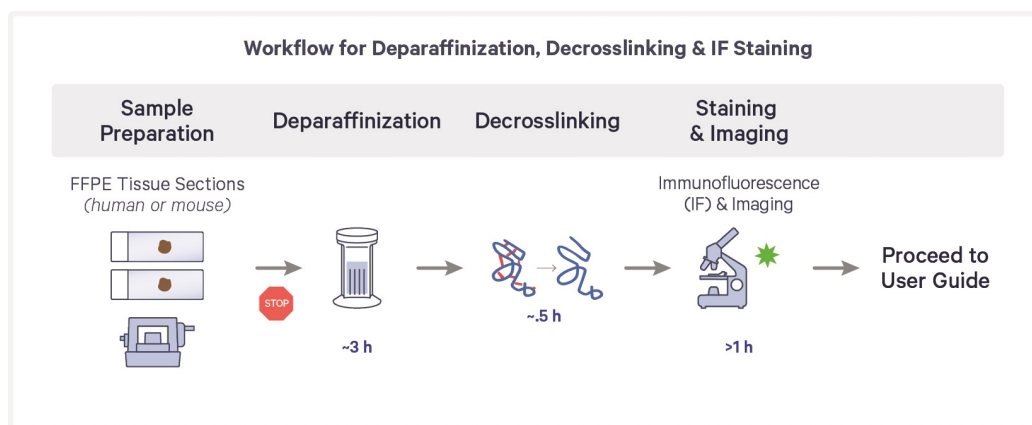 Workflow for Deparaffinization, Decrosslinking & IF Staining
Sample
Preparation
Deparaffinization
Decrosslinking
Staining
& Imaging
FFPE Tissue Sections
(human or mouse)
Immunofluorescence
(IF) & Imaging
STOP
~3 h
~.5 h
>1 h
Proceed to
User Guide